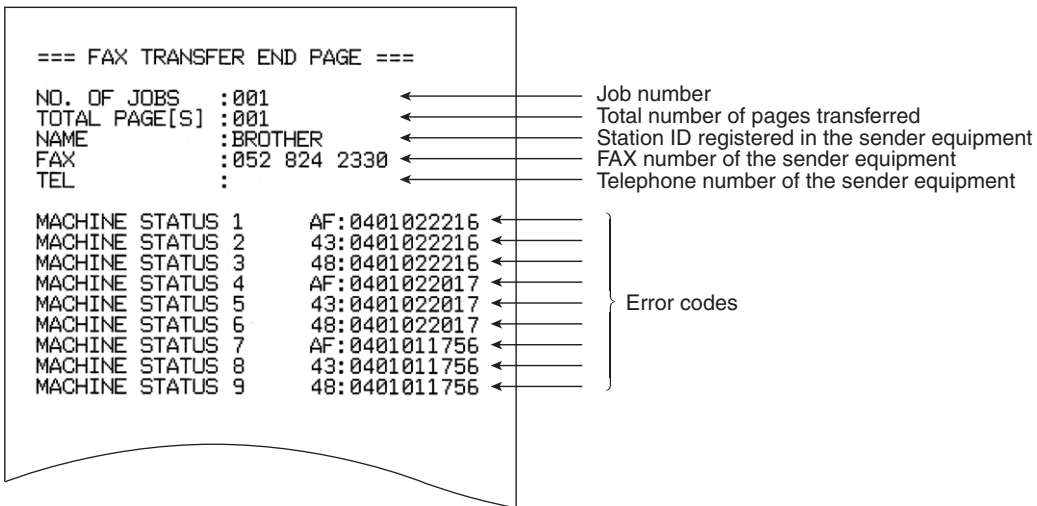 === FAX TRANSFER END PAGE ===
NO. OF JOBS :001 Job number
TOTAL PAGE[S] :001 Total number of pages transferred
NAME :BROTHER Station ID registered in the sender equipment
FAX :052 824 2330 FAX number of the sender equipment
TEL : Telephone number of the sender equipment
MACHINE STATUS 1 AF:0401022216
MACHINE STATUS 2 43:0401022216
MACHINE STATUS 3 48:0401022216
MACHINE STATUS 4 AF:0401022017
MACHINE STATUS 5 43:0401022017 Error codes
MACHINE STATUS 6 48:0401022017
MACHINE STATUS 7 AF:0401011756
MACHINE STATUS 8 43:0401011756
MACHINE STATUS 9 48:0401011756